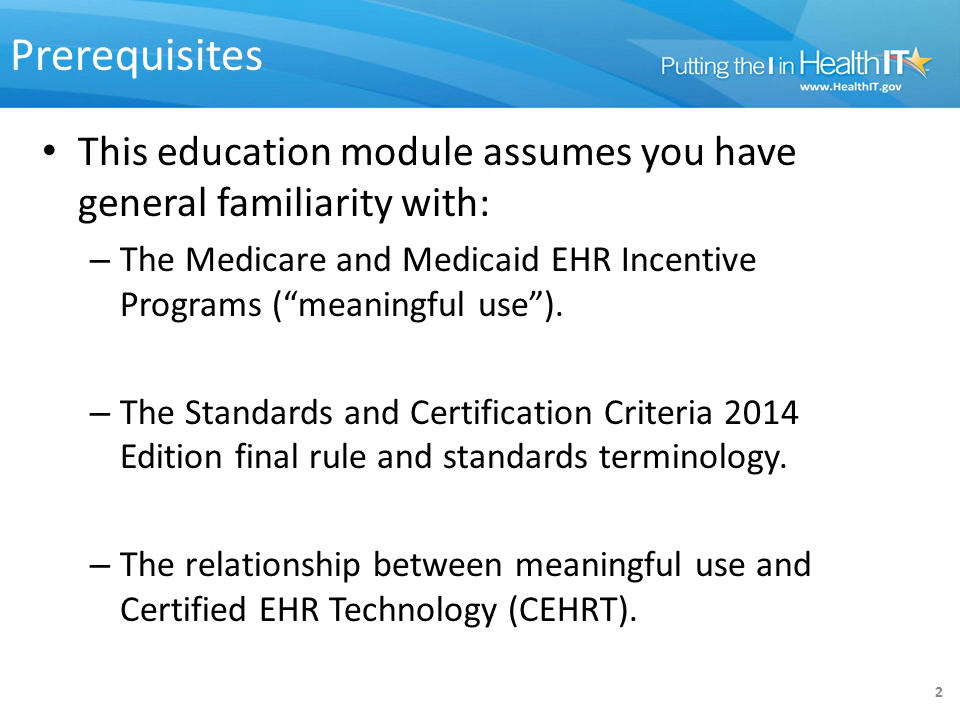 Prerequisites
Putting the I in Health IT
www.HealthIT.gov
• This education module assumes you have
general familiarity with:
– The Medicare and Medicaid EHR Incentive
Programs (“meaningful use”).
– The Standards and Certification Criteria 2014
Edition final rule and standards terminology.
– The relationship between meaningful use and
Certified EHR Technology (CEHRT).
2